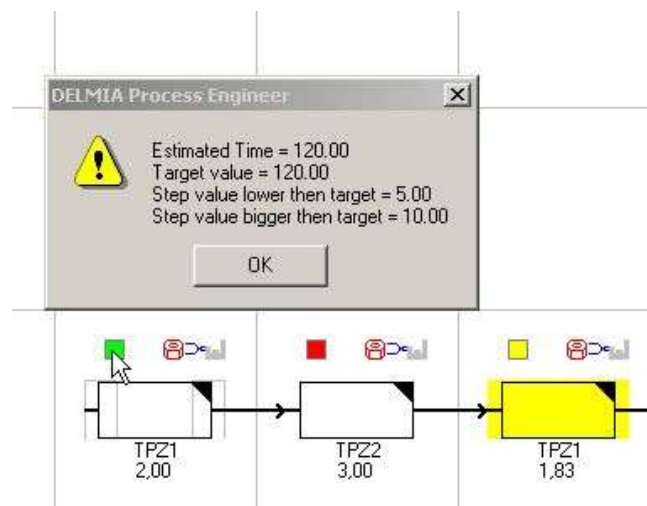 DELMIA Process Engineer
Estimated Time = 120.00
Target value = 120.00
Step value lower then target = 5.00
Step value bigger then target = 10.00
OK
TPZ1
2,00
TPZ2
3,00
TPZ1
1,83